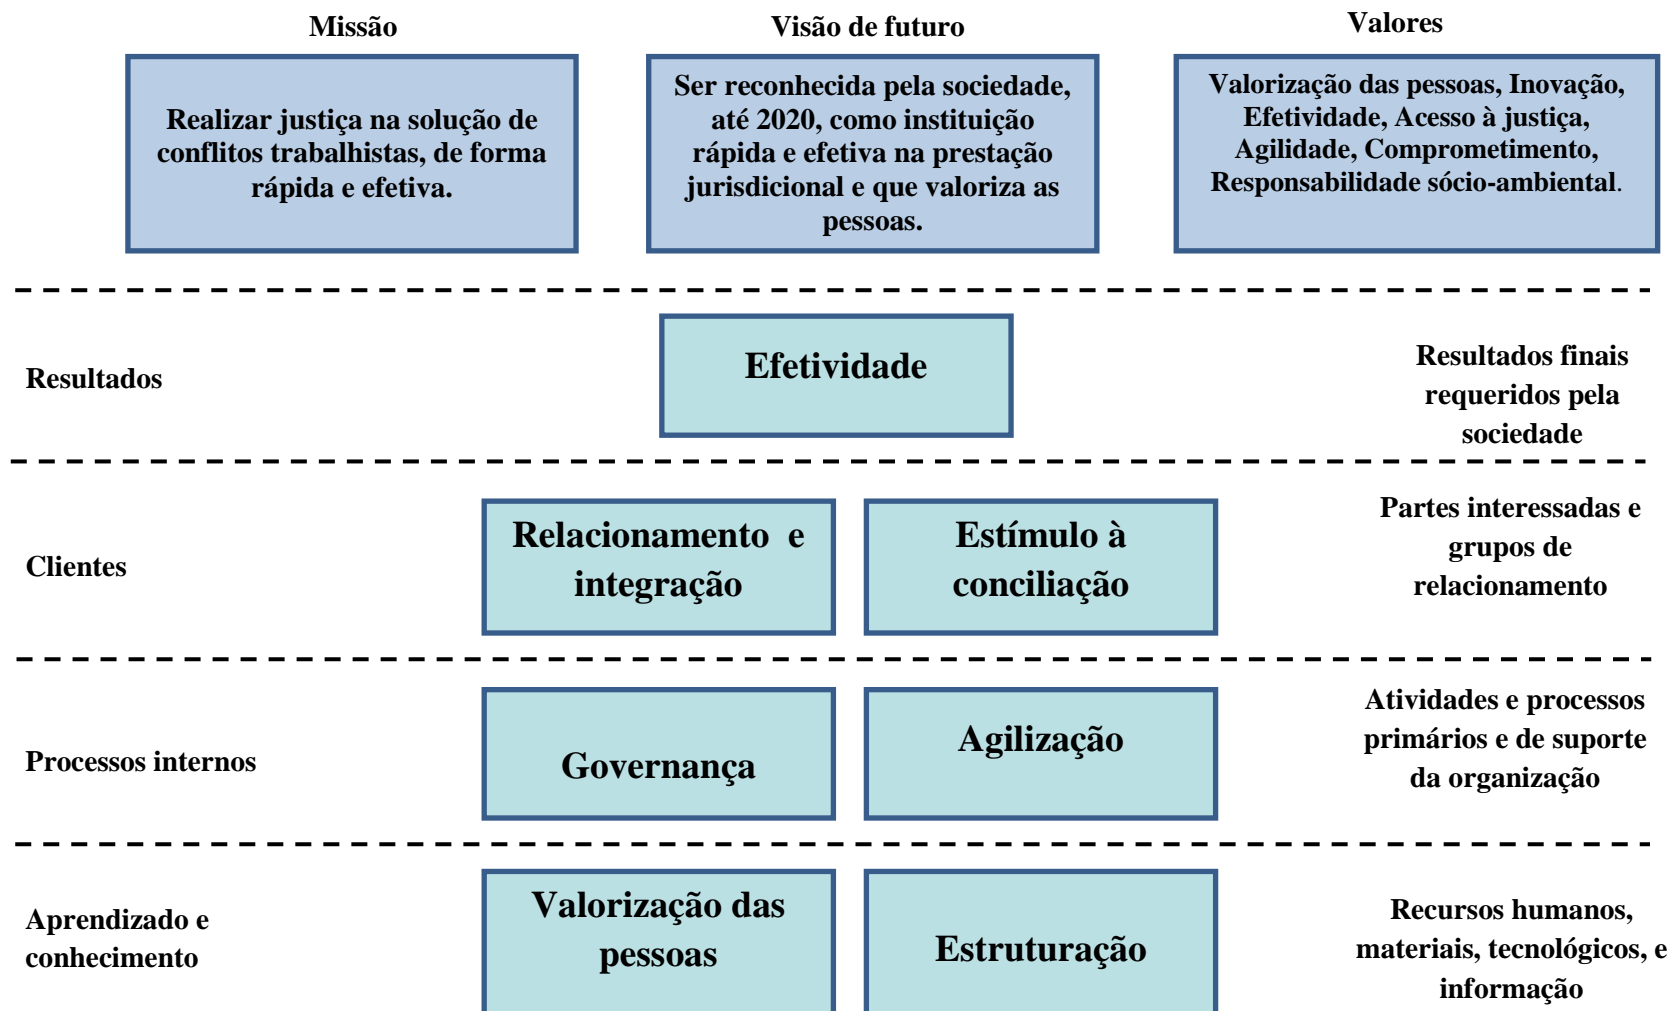 Missão
Visão de futuro
Valores
Realizar justiça na solução de
conflitos trabalhistas, de forma
rápida e efetiva.
Ser reconhecida pela sociedade,
até 2020, como instituição
rápida e efetiva na prestação
jurisdicional e que valoriza as
pessoas.
Valorização das pessoas, Inovação,
Efetividade, Acesso à justiça,
Agilidade, Comprometimento,
Responsabilidade sócio-ambiental.
Resultados
Efetividade
Resultados finais
requeridos pela
sociedade
Clientes
Relacionamento e
integração
Estímulo à
conciliação
Partes interessadas e
grupos de
relacionamento
Processos internos
Governança
Agilização
Atividades e processos
primários e de suporte
da organização
Aprendizado e
conhecimento
Valorização das
pessoas
Estruturação
Recursos humanos,
materiais, tecnológicos, e
informação